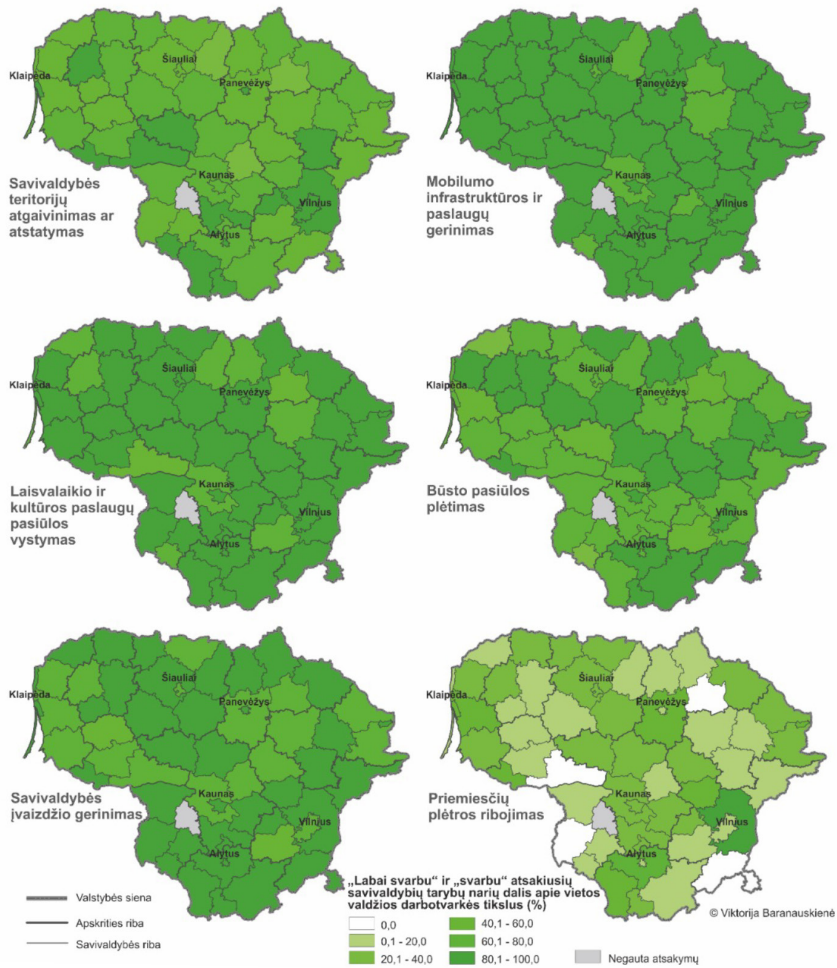 Klaipėda
Šiauliai
Panevėžys
Kaunas
Vilnius
Alytus
Savivaldybės
teritorijų
atgaivinimas ar
atstatymas
Klaipėda
Šiauliai
Panevėžys
Kaunas
Vilnius
Alytus
Mobilumo
infrastruktūros ir
paslaugų
gerinimas
Klaipėda
Šiauliai
Panevėžys
Kaunas
Vilnius
Alytus
Laisvalaikio ir
kultūros paslaugų
pasiūlos
vystymas
Klaipėda
Šiauliai
Panevėžys
Kaunas
Vilnius
Alytus
Būsto pasiūlos
plėtimas
Klaipėda
Šiauliai
Panevėžys
Kaunas
Vilnius
Alytus
Savivaldybės
įvaizdžio gerinimas
Klaipėda
Šiauliai
Panevėžys
Kaunas
Vilnius
Alytus
Priemiesčių
plėtros ribojimas
Valstybės siena
Apskrities riba
Savivaldybės riba
„Labai svarbu“ ir „svarbu“ atsakiusių
savivaldybių tarybų narių dalis apie vietos
valdžios darbotvarkės tikslus (%)
0,0
0,1 - 20,0
20,1 - 40,0
40,1 - 60,0
60,1 - 80,0
80,1 - 100,0
Negauta atsakymų
© Viktorija Baranauskienė